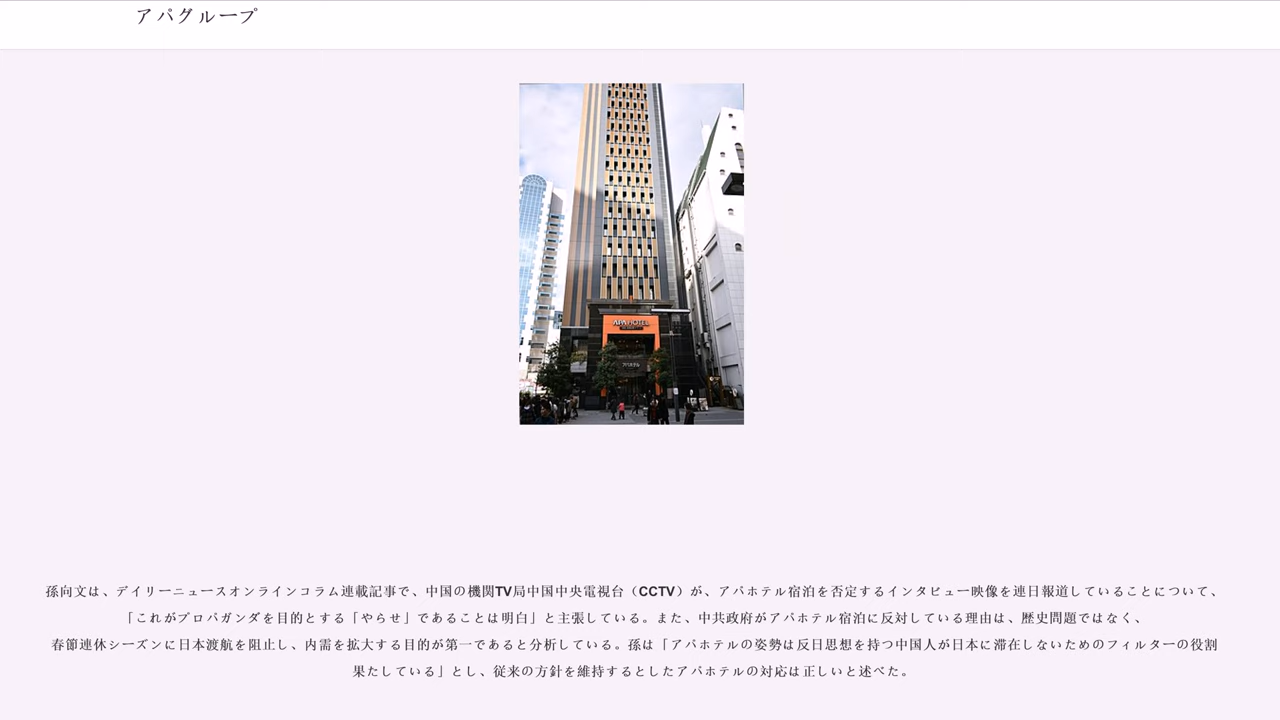 アパグループ
APA HOTEL
アパホテル
孫向文は、デイリーニュースオンラインコラム連載記事で、中国の機関TV局中国中央電視台（CCTV）が、アパホテル宿泊を否定するインタビュー映像を連日報道していることについて、
「これがプロパガンダを目的とする「やらせ」であることは明白」と主張している。また、中共政府がアパホテル宿泊に反対している理由は、歴史問題ではなく、
春節連休シーズンに日本渡航を阻止し、内需を拡大する目的が第一であると分析している。孫は「アパホテルの姿勢は反日思想を持つ中国人が日本に滞在しないためのフィルターの役割
果たしている」とし、従来の方針を維持するとしたアパホテルの対応は正しいと述べた。